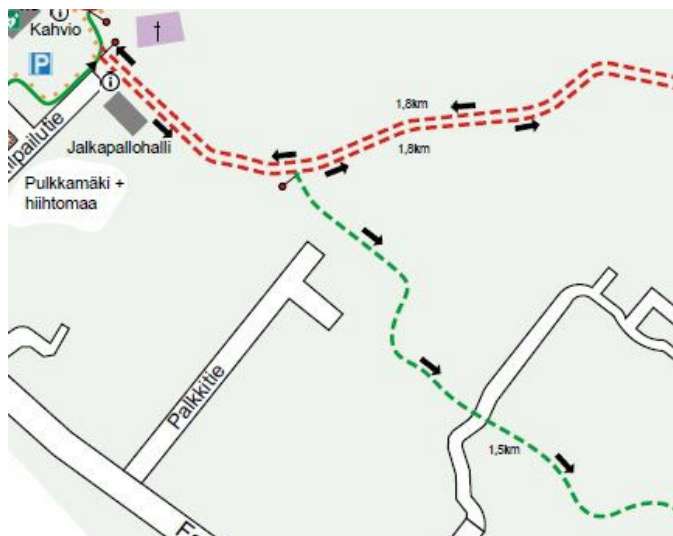 Kahvio
P
Jalkapallohalli
Pulkkamäki +
hiihtomaa
1,8km
1,8km
Palkkitie
1,5km